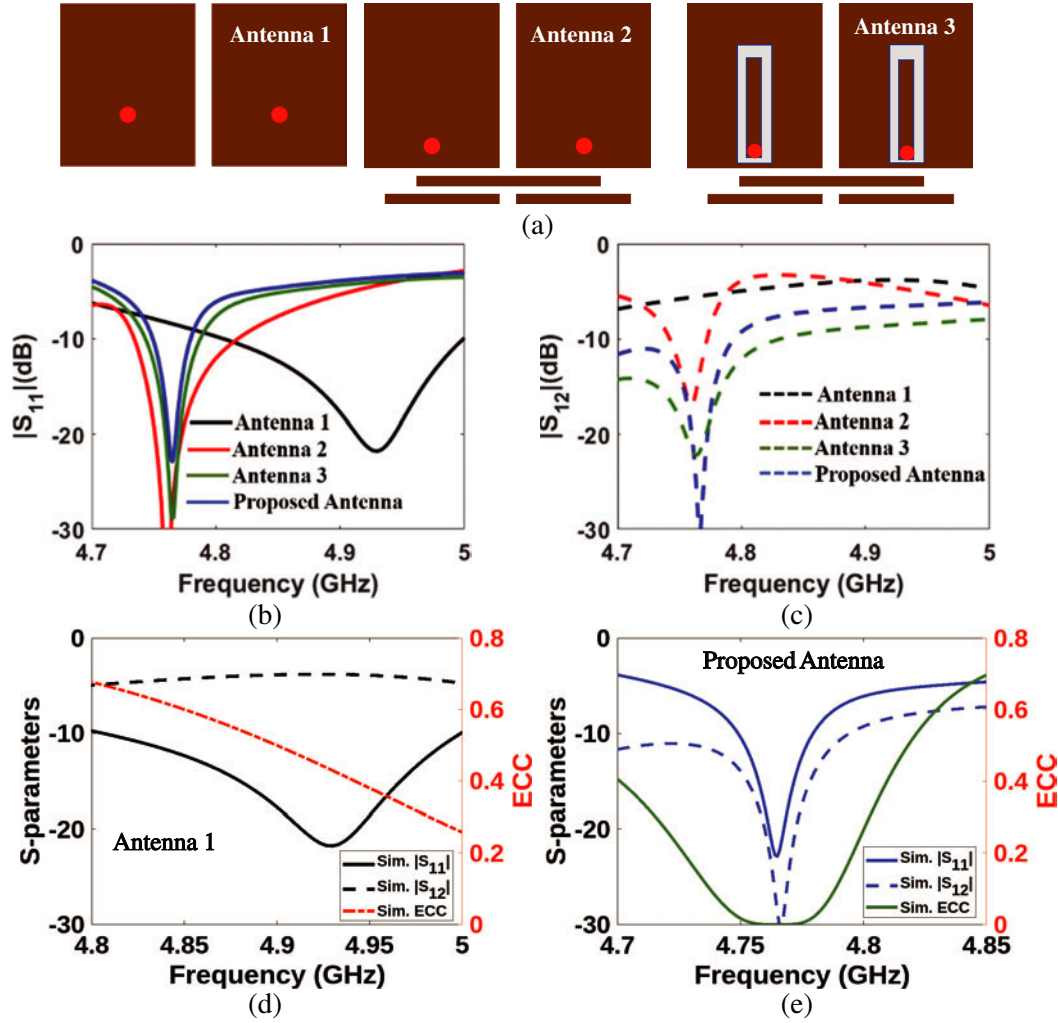 Antenna 1
Antenna 2
Antenna 3
(a)
0
-10
-20
-30
|S11|(dB)
4.7
4.8
4.9
5
Frequency (GHz)
Antenna 1
Antenna 2
Antenna 3
Proposed Antenna
(b)
0
-10
-20
-30
|S12|(dB)
4.7
4.8
4.9
5
Frequency (GHz)
Antenna 1
Antenna 2
Antenna 3
Proposed Antenna
(c)
0
-10
-20
-30
S-parameters
0.8
0.6
0.4
0.2
0
ECC
Antenna 1
Sim. |S11|
Sim. |S12|
Sim. ECC
4.8
4.85
4.9
4.95
5
Frequency (GHz)
(d)
0
-10
-20
-30
S-parameters
0.8
0.6
0.4
0.2
0
ECC
Proposed Antenna
Sim. |S11|
Sim. |S12|
Sim. ECC
4.7
4.75
4.8
4.85
Frequency (GHz)
(e)